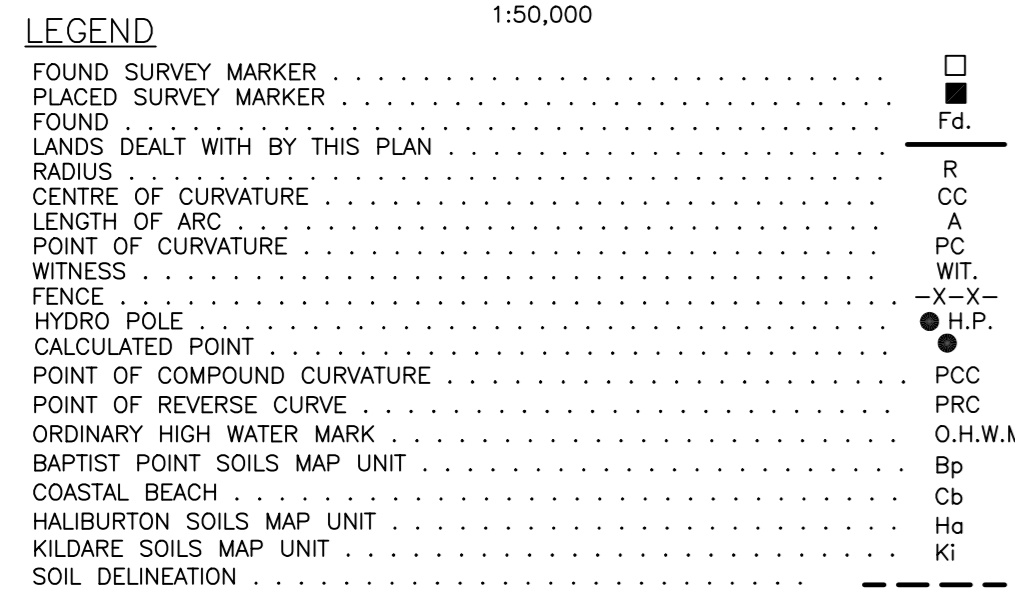 1:50,000
LEGEND
FOUND SURVEY MARKER . . . . . . . . . . . . . . . . . . . . . . . . □
PLACED SURVEY MARKER . . . . . . . . . . . . . . . . . . . . . . . . ■
FOUND . . . . . . . . . . . . . . . . . . . . . . . . Fd.
LANDS DEALT WITH BY THIS PLAN . . . . . . . . . . . . . . . . . . . .
RADIUS . . . . . . . . . . . . . . . . . . . . . . . . R
CENTRE OF CURVATURE . . . . . . . . . . . . . . . . . . . . . . . . CC
LENGTH OF ARC . . . . . . . . . . . . . . . . . . . . . . . . A
POINT OF CURVATURE . . . . . . . . . . . . . . . . . . . . . . . . PC
WITNESS . . . . . . . . . . . . . . . . . . . . . . . . WIT.
FENCE . . . . . . . . . . . . . . . . . . . . . . . . –X–X–
HYDRO POLE . . . . . . . . . . . . . . . . . . . . . . . . ● H.P.
CALCULATED POINT . . . . . . . . . . . . . . . . . . . . . . . . ●
POINT OF COMPOUND CURVATURE . . . . . . . . . . . . . . . . . . . . PCC
POINT OF REVERSE CURVE . . . . . . . . . . . . . . . . . . . . . . . . PRC
ORDINARY HIGH WATER MARK . . . . . . . . . . . . . . . . . . . . . . O.H.W.M
BAPTIST POINT SOILS MAP UNIT . . . . . . . . . . . . . . . . . . . . . Bp
COASTAL BEACH . . . . . . . . . . . . . . . . . . . . . . . . Cb
HALIBURTON SOILS MAP UNIT . . . . . . . . . . . . . . . . . . . . . . Ha
KILDARE SOILS MAP UNIT . . . . . . . . . . . . . . . . . . . . . . . . Ki
SOIL DELINEATION . . . . . . . . . . . . . . . . . . . . . . . .